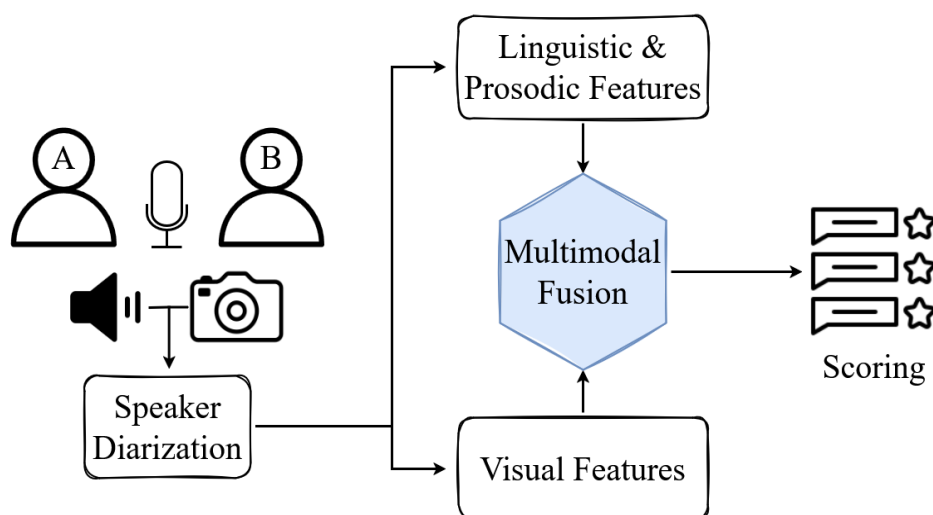 A
B
Speaker
Diarization
Linguistic &
Prosodic Features
Multimodal
Fusion
Visual Features
Scoring